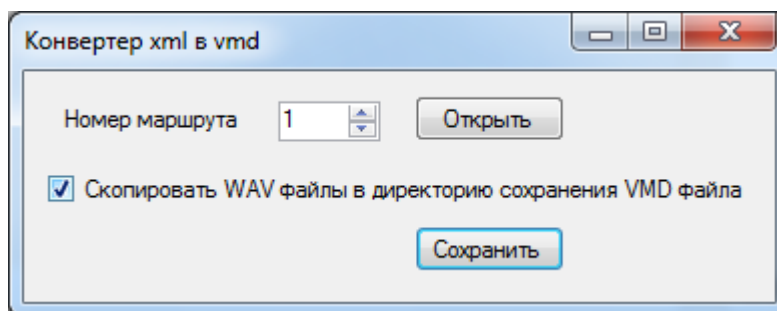 Конвертер xml в vmd
Номер маршрута 1 Открыть
Скопировать WAV файлы в директорию сохранения VMD файла
Сохранить